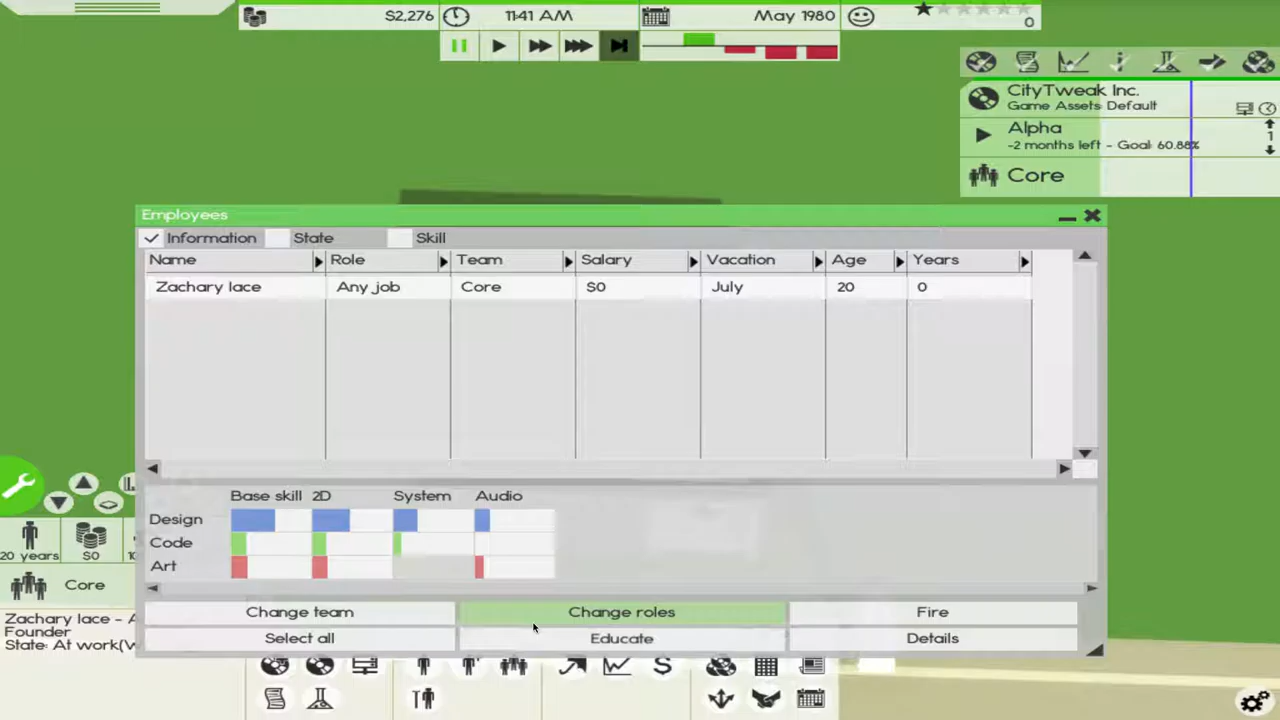 $2,276
11:41 AM
May 1980
0
CityTweak Inc.
Game Assets: Default
Alpha
-2 months left - Goal: 60.88%
1
Core
Employees
Information State Skill
Name Role Team Salary Vacation Age Years
Zachary lace Any job Core $0 July 20 0
Base skill 2D System Audio
Design
Code
Art
Change team Change roles Fire
Select all Educate Details
20 years $0
Core
Zachary lace - A
Founder
State: At work(W